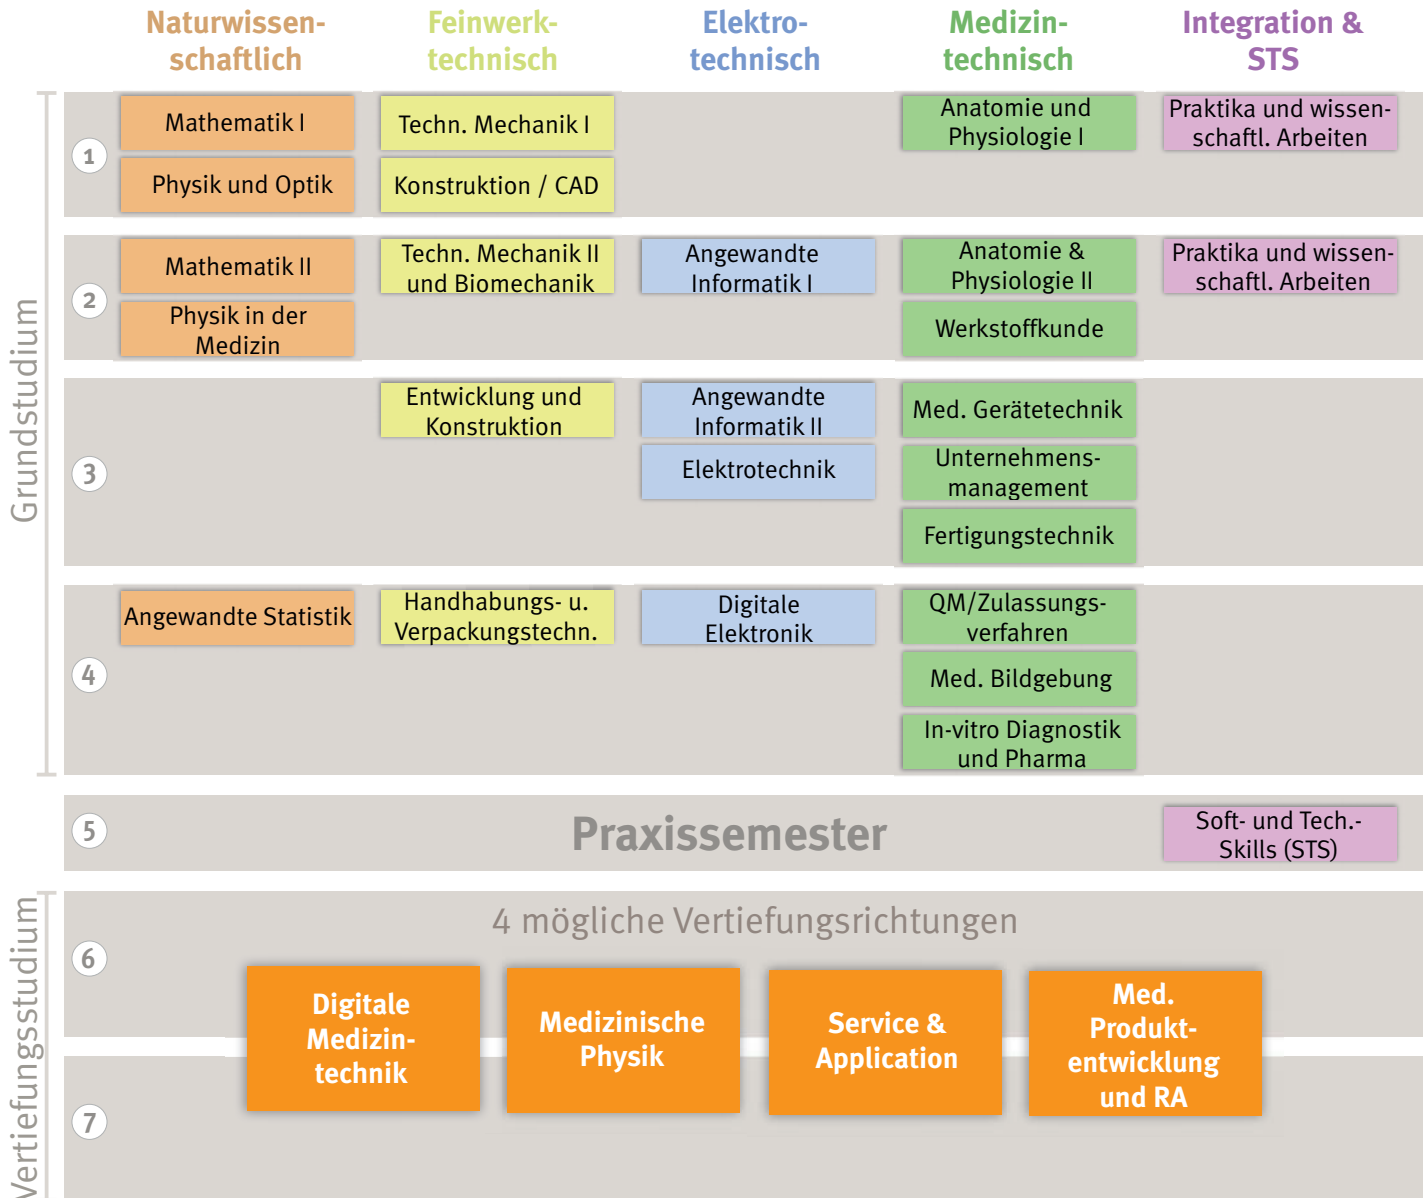 Naturwissen-
schaftlich
Feinwerk-
technisch
Elektro-
technisch
Medizin-
technisch
Integration &
STS
Grundstudium
1
Mathematik I
Techn. Mechanik I
Anatomie und
Physiologie I
Praktika und wissen-
schaftl. Arbeiten
Physik und Optik
Konstruktion / CAD
2
Mathematik II
Techn. Mechanik II
und Biomechanik
Angewandte
Informatik I
Anatomie &
Physiologie II
Praktika und wissen-
schaftl. Arbeiten
Physik in der
Medizin
Werkstoffkunde
3
Entwicklung und
Konstruktion
Angewandte
Informatik II
Med. Gerätetechnik
Elektrotechnik
Unternehmens-
management
Fertigungstechnik
4
Angewandte Statistik
Handhabungs- u.
Verpackungstechn.
Digitale
Elektronik
QM/Zulassungs-
verfahren
Med. Bildgebung
In-vitro Diagnostik
und Pharma
5
Praxissemester
Soft- und Tech.-
Skills (STS)
Vertiefungsstudium
6
4 mögliche Vertiefungsrichtungen
Digitale
Medizin-
technik
Medizinische
Physik
Service &
Application
Med.
Produkt-
entwicklung
und RA
7